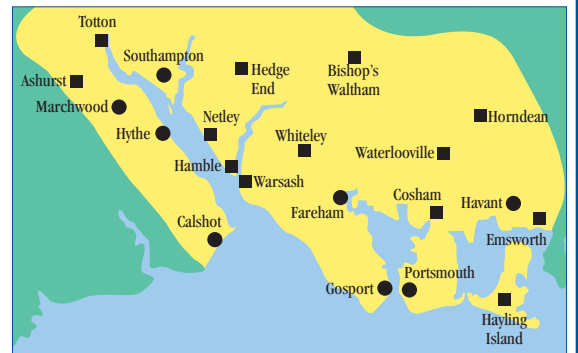 Totton
Southampton
Hedge
End
Bishop's
Waltham
Ashurst
Marchwood
Hythe
Netley
Whiteley
Horndean
Waterlooville
Hamble
Warsash
Fareham
Cosham
Havant
Calshot
Emsworth
Gosport
Portsmouth
Hayling
Island